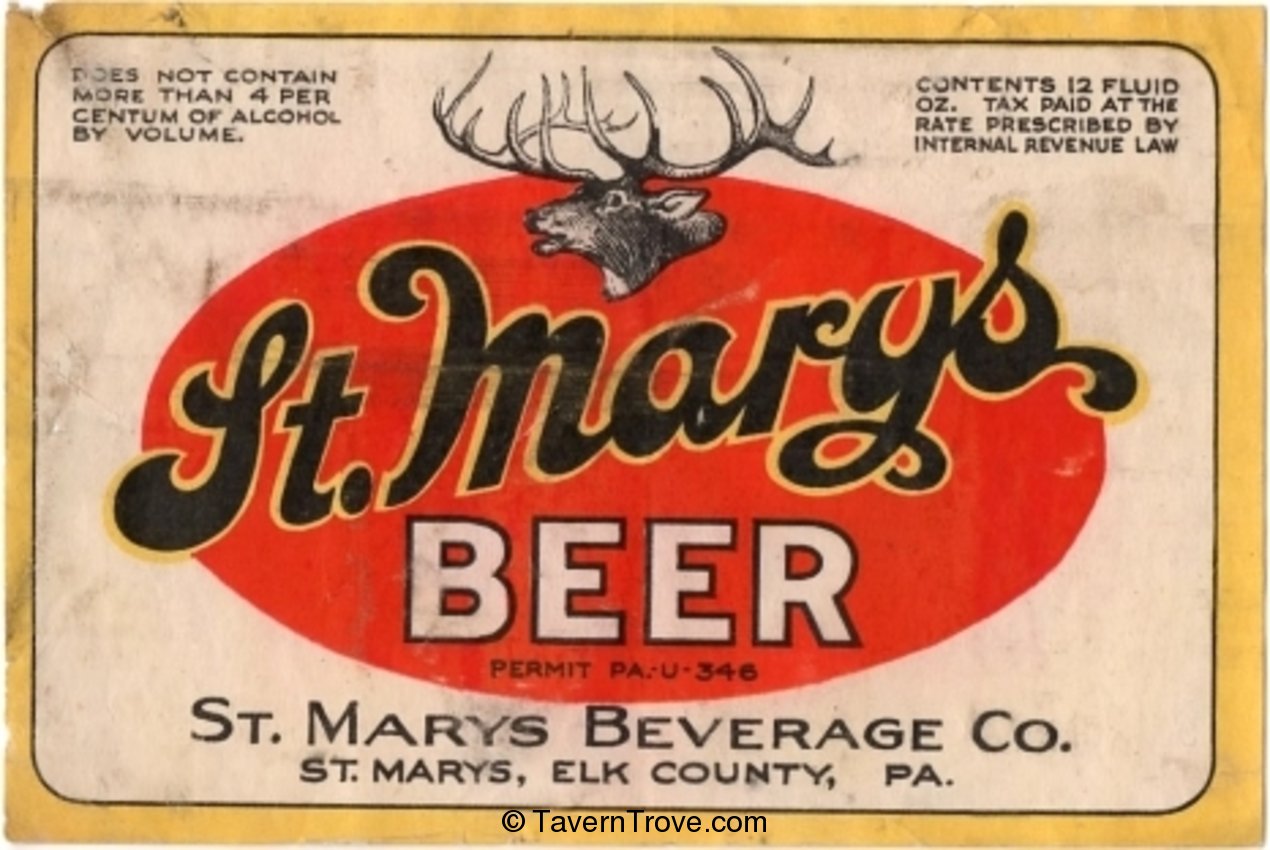 DOES NOT CONTAIN
MORE THAN 4 PER
CENTUM OF ALCOHOL
BY VOLUME.
CONTENTS 12 FLUID
OZ. TAX PAID AT THE
RATE PRESCRIBED BY
INTERNAL REVENUE LAW
St. Marys
BEER
PERMIT PA.-U-346
ST. MARYS BEVERAGE CO.
ST. MARYS, ELK COUNTY, PA.
© TavernTrove.com